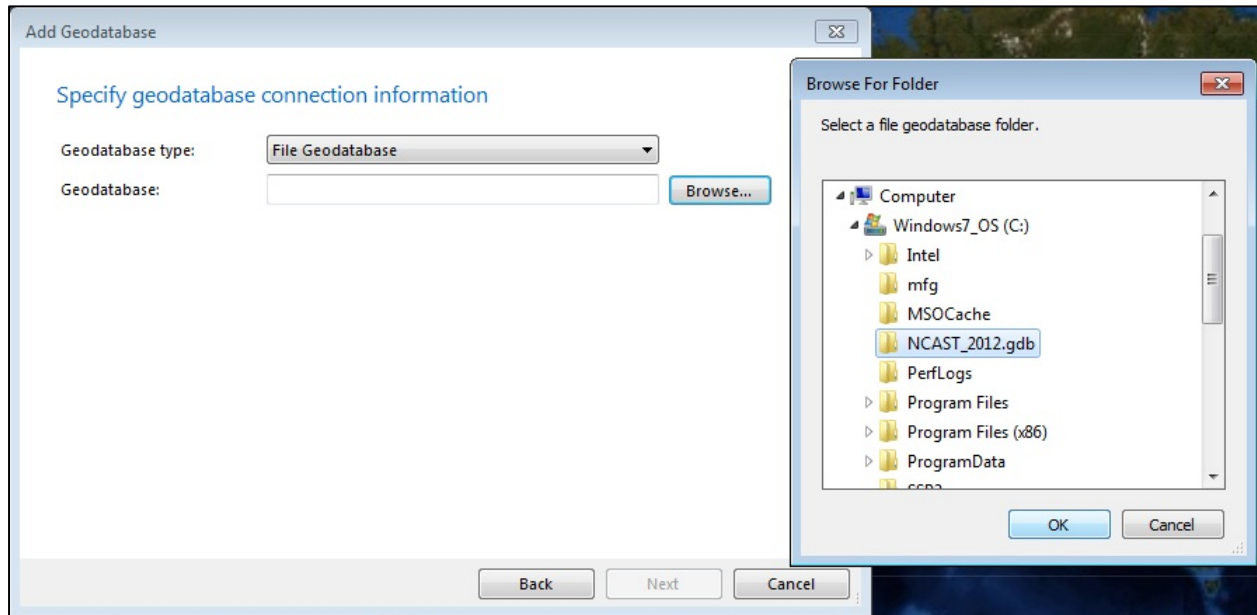 Add Geodatabase
Specify geodatabase connection information
Geodatabase type:
File Geodatabase
Geodatabase:
Browse...
Back
Next
Cancel
Browse For Folder
Select a file geodatabase folder.
Computer
Windows7_OS (C:)
Intel
mfg
MSOCache
NCAST_2012.gdb
PerfLogs
Program Files
Program Files (x86)
ProgramData
OK
Cancel